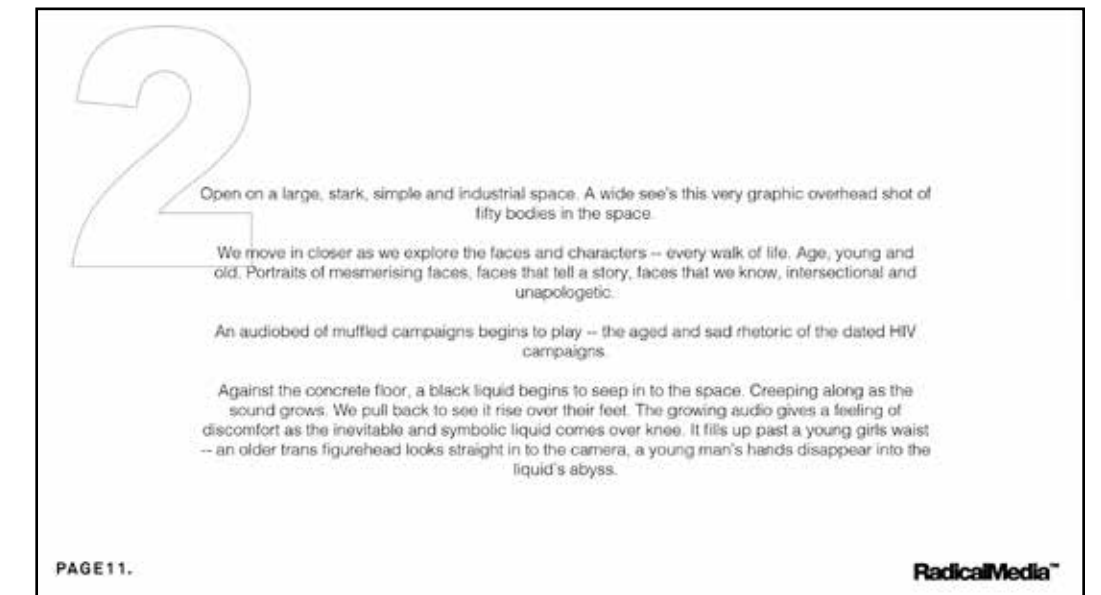 2
Open on a large, stark, simple and industrial space. A wide see's this very graphic overhead shot of
fifty bodies in the space.
We move in closer as we explore the faces and characters -- every walk of life. Age, young and
old. Portraits of mesmerising faces, faces that tell a story, faces that we know, intersectional and
unapologetic.
An audiobed of muffled campaigns begins to play -- the aged and sad rhetoric of the dated HIV
campaigns.
Against the concrete floor, a black liquid begins to seep in to the space. Creeping along as the
sound grows. We pull back to see it rise over their feet. The growing audio gives a feeling of
discomfort as the inevitable and symbolic liquid comes over knee. It fills up past a young girls waist
-- an older trans figurehead looks straight in to the camera, a young man's hands disappear into the
liquid's abyss.
PAGE11.
RadicalMedia™